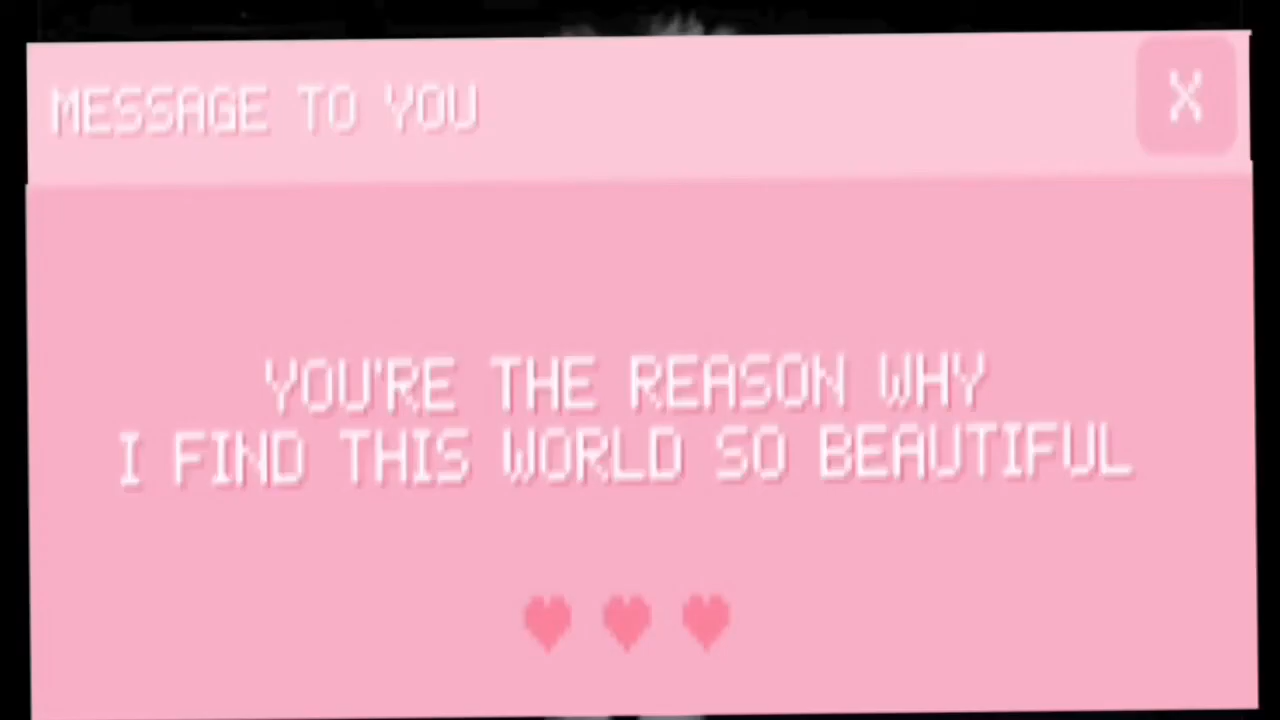 MESSAGE TO YOU
X
YOU'RE THE REASON WHY
I FIND THIS WORLD SO BEAUTIFUL